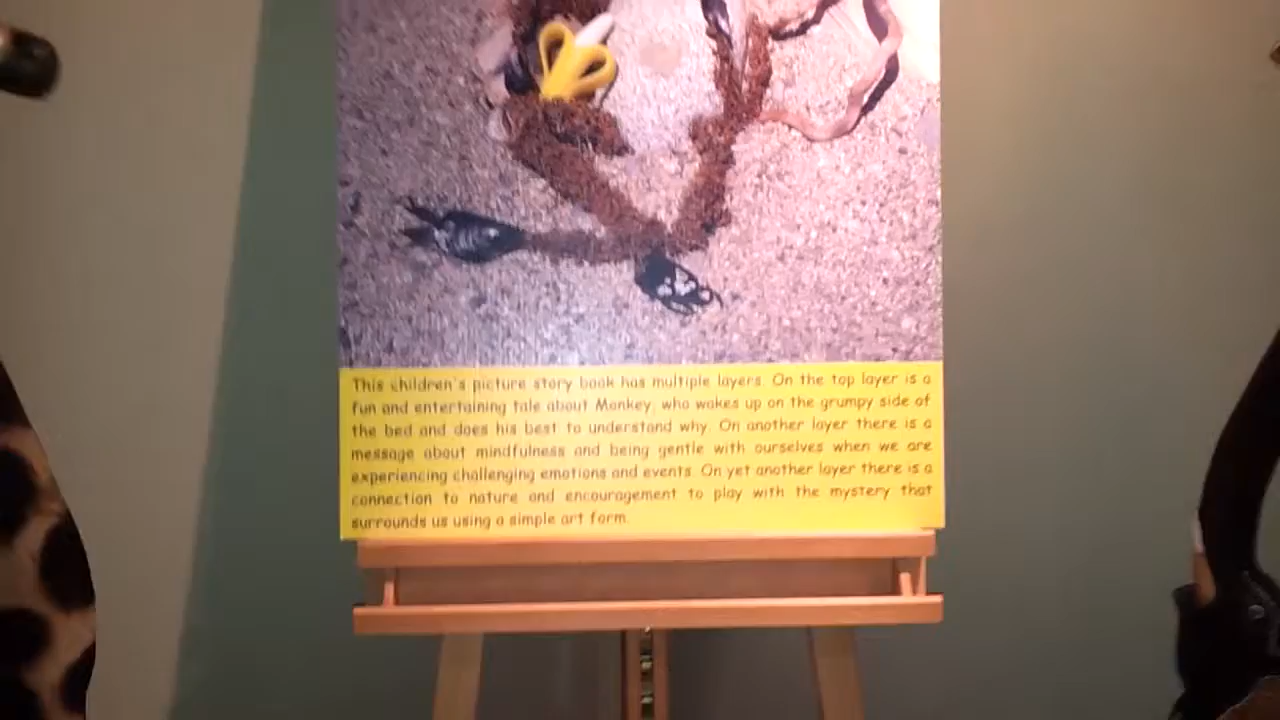 This children's picture story book has multiple layers. On the top layer is a
fun and entertaining tale about Monkey, who wakes up on the grumpy side of
the bed and does his best to understand why. On another layer there is a
message about mindfulness and being gentle with ourselves when we are
experiencing challenging emotions and events. On yet another layer there is a
connection to nature and encouragement to play with the mystery that
surrounds us using a simple art form.